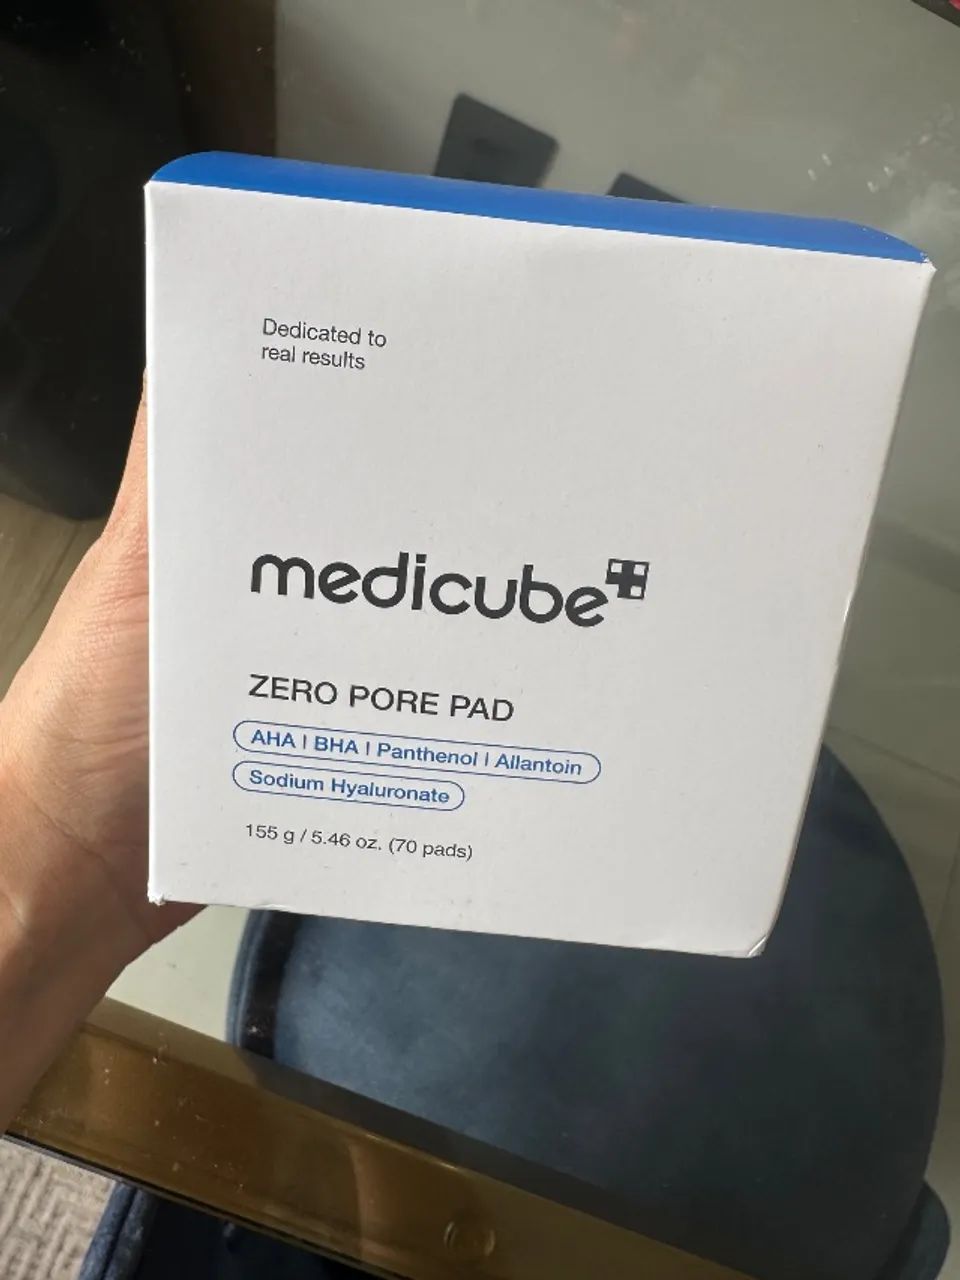 Dedicated to
real results
medicube
ZERO PORE PAD
AHA | BHA | Panthenol | Allantoin
Sodium Hyaluronate
155 g / 5.46 oz. (70 pads)